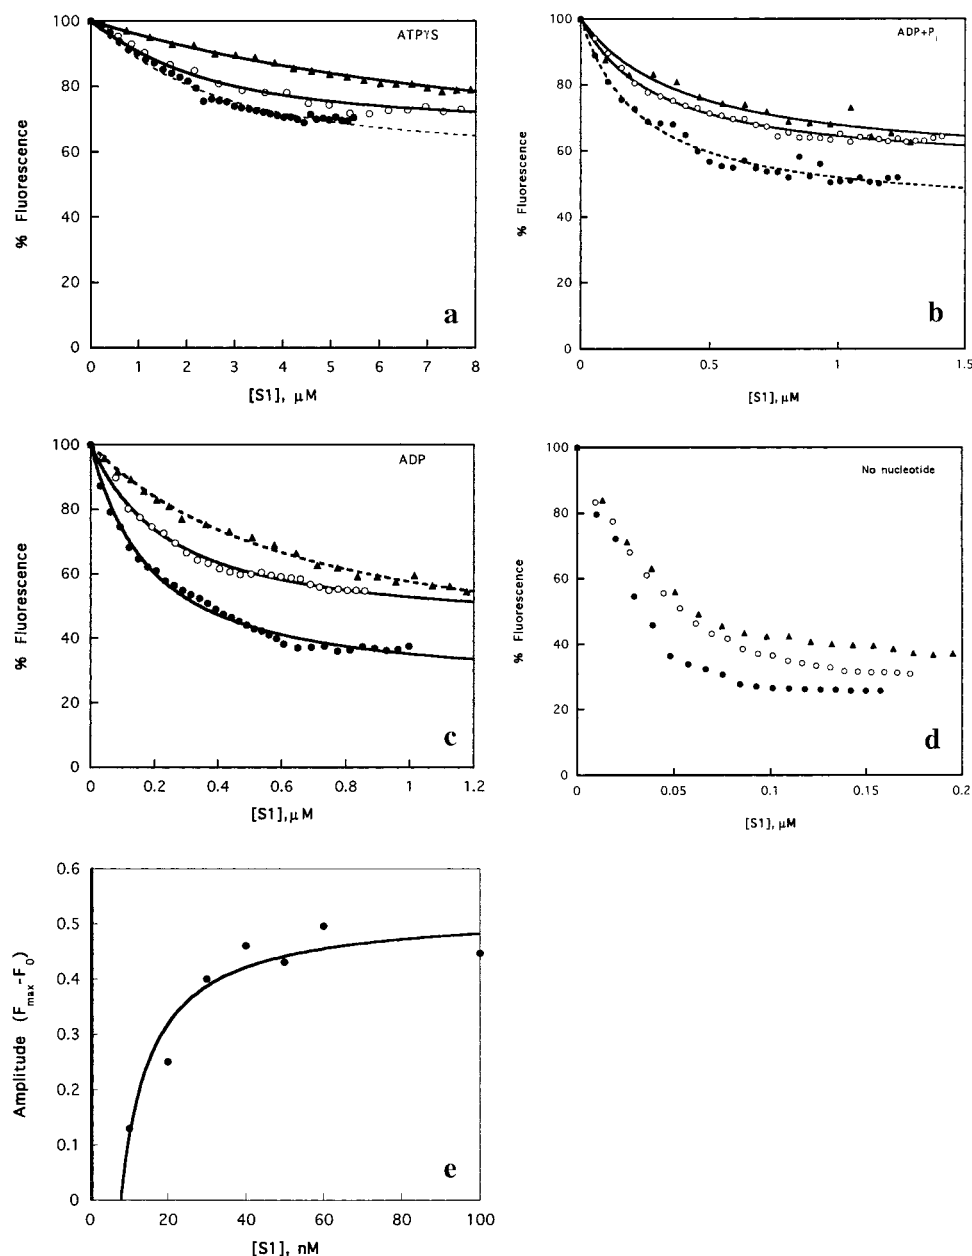 ATPγS
100
80
60
40
20
0
% Fluorescence
0 1 2 3 4 5 6 7 8
[S1], μM
a
ADP+Pi
100
80
60
40
20
0
% Fluorescence
0 0.5 1 1.5
[S1], μM
b
ADP
100
80
60
40
20
0
% Fluorescence
0 0.2 0.4 0.6 0.8 1 1.2
[S1],μM
c
No nucleotide
100
80
60
40
20
0
% Fluorescence
0 0.05 0.1 0.15 0.2
[S1], μM
d
0.6
0.5
0.4
0.3
0.2
0.1
0
Amplitude (Fmax-F0)
0 20 40 60 80 100
[S1], nM
e